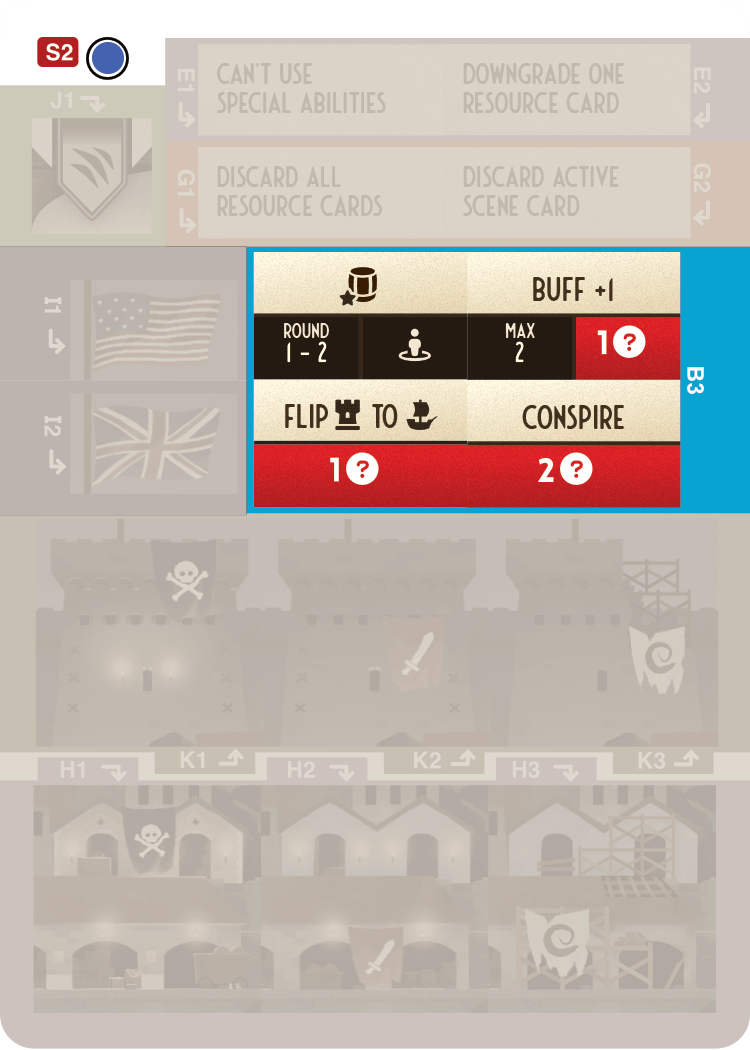 S2
J1
E1
CAN'T USE
SPECIAL ABILITIES
DOWNGRADE ONE
RESOURCE CARD
E2
G1
DISCARD ALL
RESOURCE CARDS
DISCARD ACTIVE
SCENE CARD
G2
I1
I2
BUFF +1
ROUND
1 - 2
MAX
2
1 ?
FLIP TO
CONSPIRE
1 ?
2 ?
B3
H1
K1
H2
K2
H3
K3